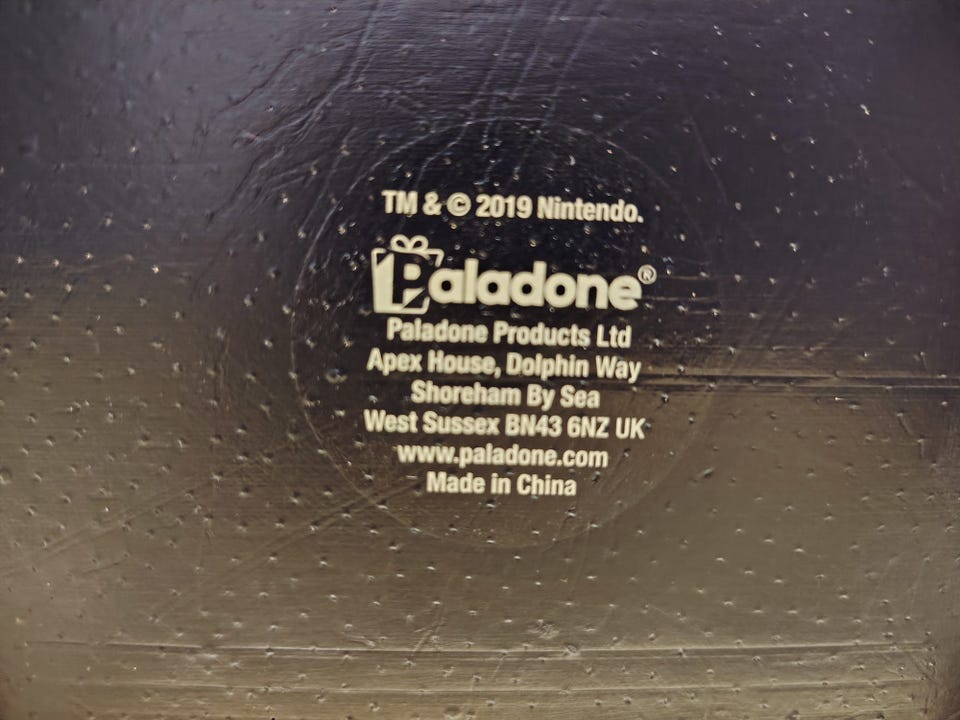 TM & © 2019 Nintendo.
Paladone®
Paladone Products Ltd
Apex House, Dolphin Way
Shoreham By Sea
West Sussex BN43 6NZ UK
www.paladone.com
Made in China